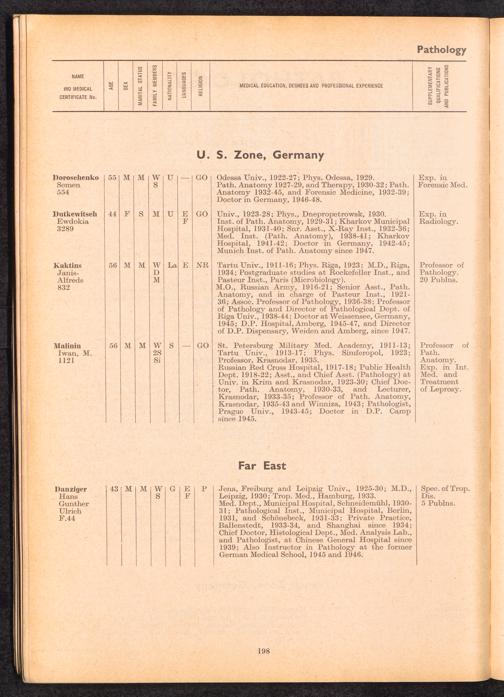 Pathology
NAME
IRO MEDICAL
CERTIFICATE No.
AGE
SEX
MARITAL STATUS
FAMILY MEMBERS
NATIONALITY
LANGUAGES
RELIGION
MEDICAL EDUCATION, DEGREES AND PROFESSIONAL EXPERIENCE
SUPPLEMENTARY
QUALIFICATIONS
AND PUBLICATIONS
U. S. Zone, Germany
Doroschenko
Semen
554
55 M M W U — GO
S
Odessa Univ., 1922-27; Phys. Odessa, 1929.
Path. Anatomy 1927-29, and Therapy, 1930-32; Path.
Anatomy 1932-45, and Forensic Medicine, 1932-39;
Doctor in Germany, 1946-48.
Exp. in
Forensic Med.
Dutkewitsch
Ewdokia
3289
44 F S M U E GO
F
Univ., 1923-28; Phys., Dnepropetrowsk, 1930.
Inst. of Path. Anatomy, 1929-31; Kharkov Municipal
Hospital, 1931-40; Sur. Asst., X-Ray Inst., 1932-36;
Med. Inst. (Path. Anatomy), 1938-41; Kharkov
Hospital, 1941-42; Doctor in Germany, 1942-45;
Munich Inst. of Path. Anatomy since 1947.
Exp. in
Radiology.
Kaktins
Janis-
Alfreds
832
56 M M W La E NR
D
M
Tartu Univ., 1911-16; Phys. Riga, 1923; M.D., Riga,
1934; Postgraduate studies at Rockefeller Inst., and
Pasteur Inst., Paris (Microbiology).
M.O., Russian Army, 1916-21; Senior Asst., Path.
Anatomy, and in charge of Pasteur Inst., 1921-
36; Assoc. Professor of Pathology, 1936-38; Professor
of Pathology and Director of Pathological Dept. of
Riga Univ., 1938-44; Doctor at Weissensee, Germany,
1945; D.P. Hospital, Amberg, 1945-47, and Director
of D.P. Dispensary, Weiden and Amberg, since 1947.
Professor of
Pathology.
20 Publns.
Malinin
Iwan, M.
1121
56 M M W S — GO
28
Si
St. Petersburg Military Med. Academy, 1911-13;
Tartu Univ., 1913-17; Phys. Simferopol, 1923;
Professor, Krasnodar, 1935.
Russian Red Cross Hospital, 1917-18; Public Health
Dept. 1918-22; Asst., and Chief Asst. (Pathology) at
Univ. in Krim and Krasnodar, 1923-30; Chief Doc-
tor, Path. Anatomy, 1930-33, and Lecturer,
Krasnodar, 1933-35; Professor of Path. Anatomy,
Krasnodar, 1935-43 and Winniza, 1943; Pathologist,
Prague Univ., 1943-45; Doctor in D.P. Camp
since 1945.
Professor of
Path.
Anatomy.
Exp. in Int.
Med. and
Treatment
of Leprosy.
Far East
Danziger
Hans
Gunther
Ulrich
F.44
43 M M W G E P
S F
Jena, Freiburg and Leipzig Univ., 1925-30; M.D.,
Leipzig, 1930; Trop. Med., Hamburg, 1933.
Med. Dept., Municipal Hospital, Schneidemühl, 1930-
31; Pathological Inst., Municipal Hospital, Berlin,
1931, and Schönebeck, 1931-33; Private Practice,
Ballenstedt, 1933-34, and Shanghai since 1934;
Chief Doctor, Histological Dept., Med. Analysis Lab.,
and Pathologist, at Chinese General Hospital since
1939; Also Instructor in Pathology at the former
German Medical School, 1945 and 1946.
Spec. of Trop.
Dis.
5 Publns.
198